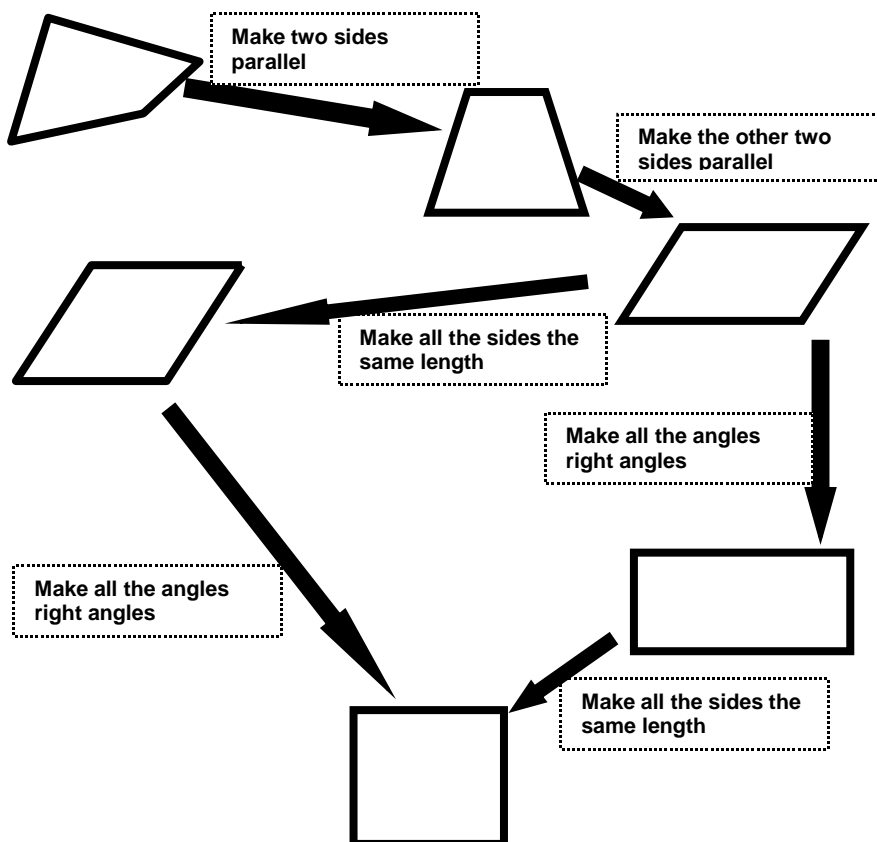 Make two sides
parallel
Make the other two
sides parallel
Make all the sides the
same length
Make all the angles
right angles
Make all the angles
right angles
Make all the sides the
same length